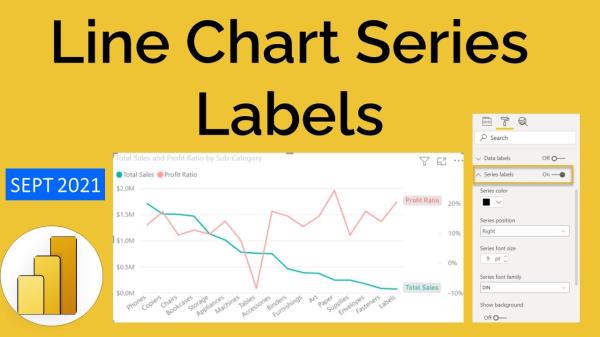 Line Chart Series
Labels
SEPT 2021
Total Sales and Profit Ratio by Sub-Category
Total Sales
Profit Ratio
$2.0M
$1.5M
$1.0M
$0.5M
$0.0M
20%
10%
0%
-10%
Profit Ratio
Total Sales
Phones
Copiers
Chairs
Bookcases
Storage
Appliances
Machines
Tables
Accessories
Binders
Furnishings
Art
Paper
Supplies
Envelopes
Fasteners
Labels
Search
Data labels Off
Series labels On
Series color
Series position
Right
Series font size
9 pt
Series font family
DIN
Show background
Off